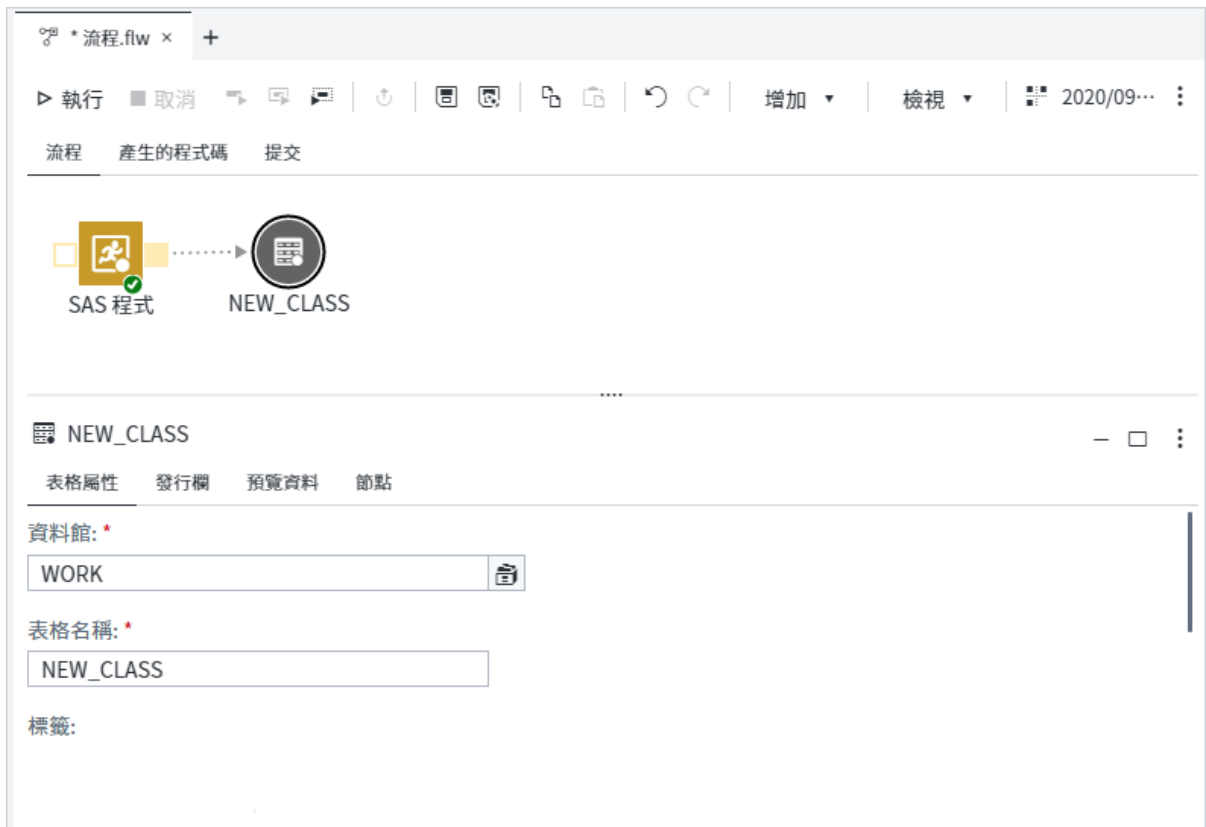 * 流程.flw × +
執行 取消 增加 檢視 2020/09…
流程 產生的程式碼 提交
SAS 程式 NEW_CLASS
NEW_CLASS
表格屬性 發行欄 預覽資料 節點
資料館: *
WORK
表格名稱: *
NEW_CLASS
標籤: